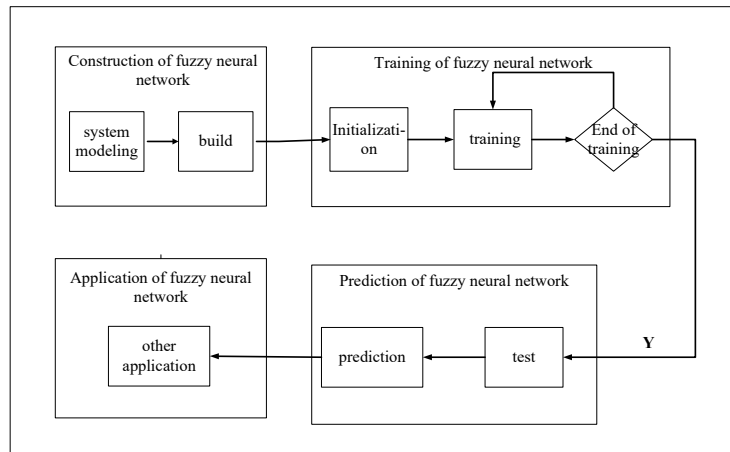 Construction of fuzzy neural
network
system
modeling
build
Training of fuzzy neural network
Initializati-
on
training
End of
training
Application of fuzzy neural
network
other
application
Prediction of fuzzy neural network
prediction
test
Y